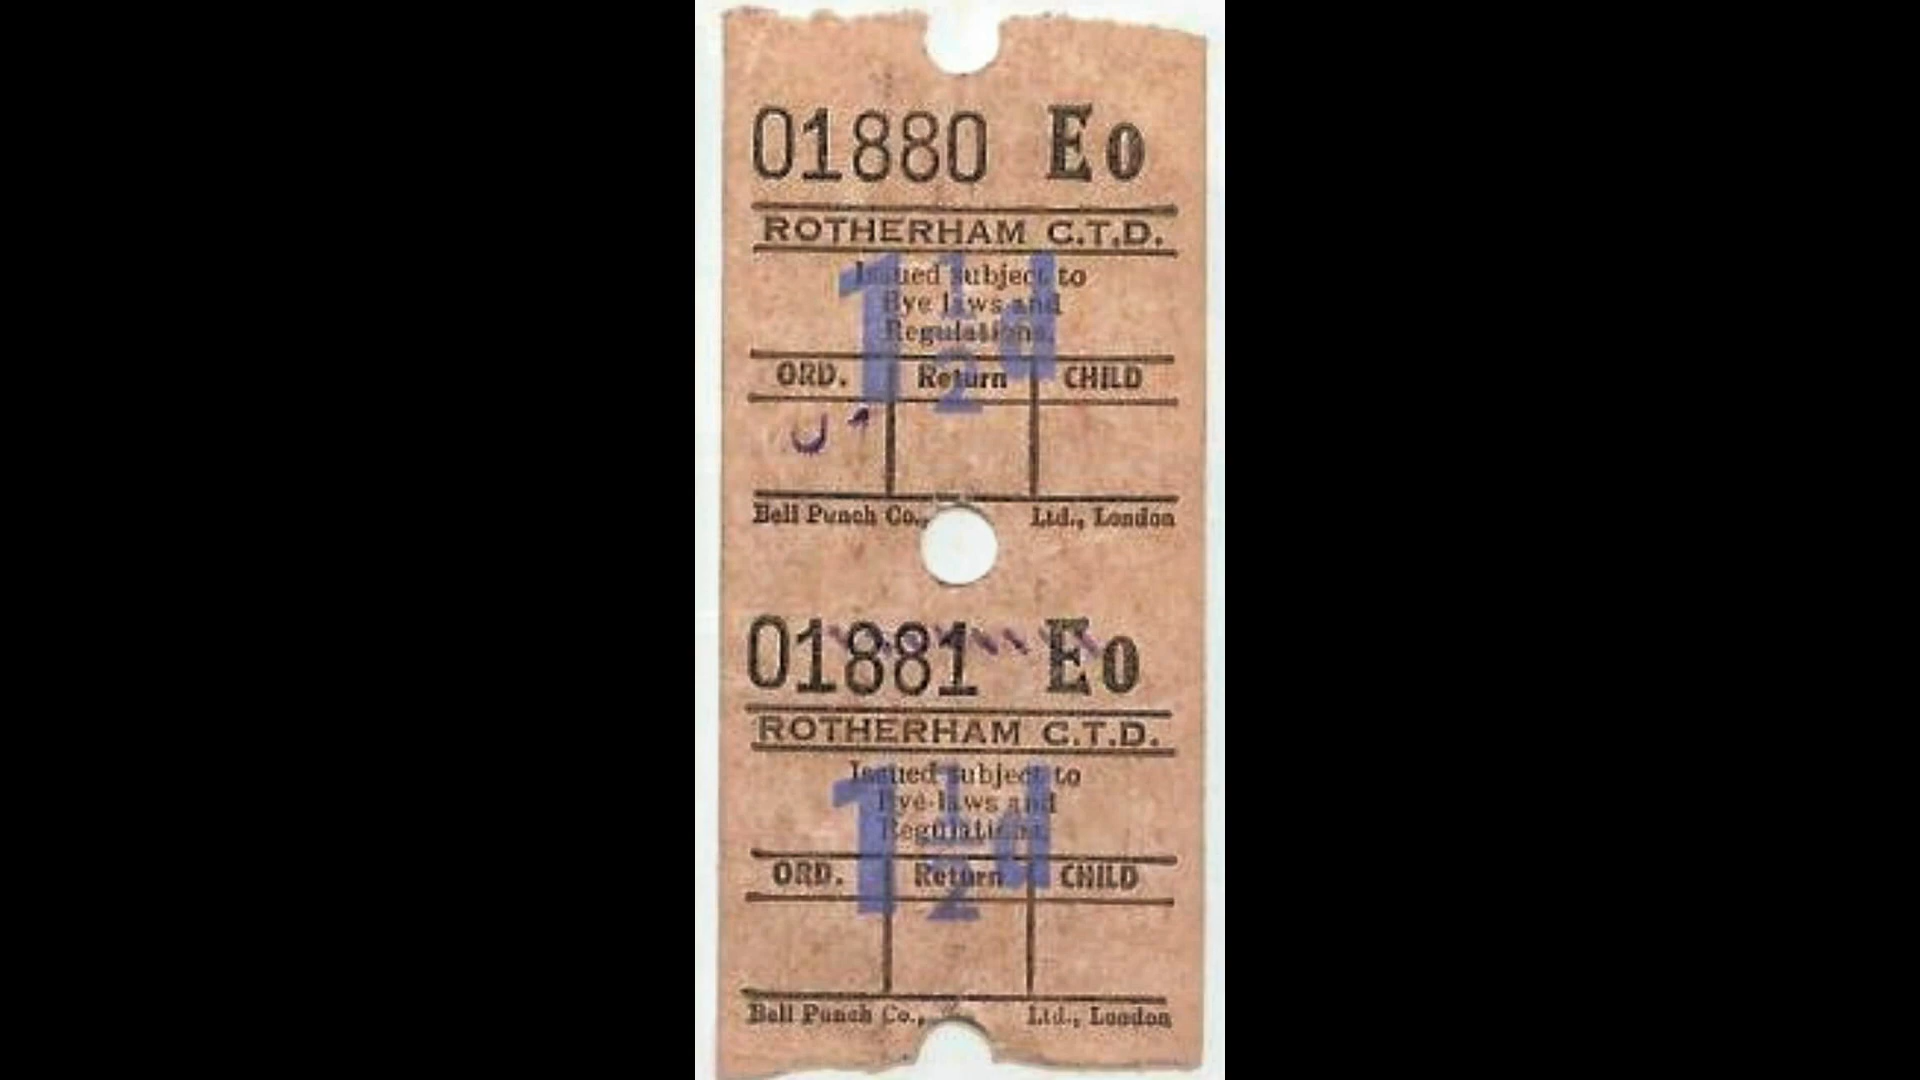 01880 Eo
ROTHERHAM C.T.D.
Issued subject to
Bye laws and
Regulations.
1½d
ORD. Return CHILD
Bell Punch Co., Ltd., London
01881 Eo
ROTHERHAM C.T.D.
Issued subject to
Bye-laws and
Regulations.
1½d
ORD. Return CHILD
Bell Punch Co., Ltd., London